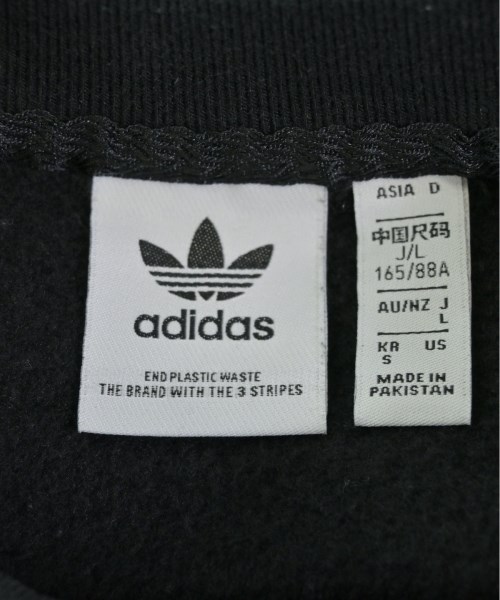 adidas
END PLASTIC WASTE
THE BRAND WITH THE 3 STRIPES
ASIA D
中国尺码
J/L
165/88A
AU/NZ J
L
KR US
S
MADE IN
PAKISTAN